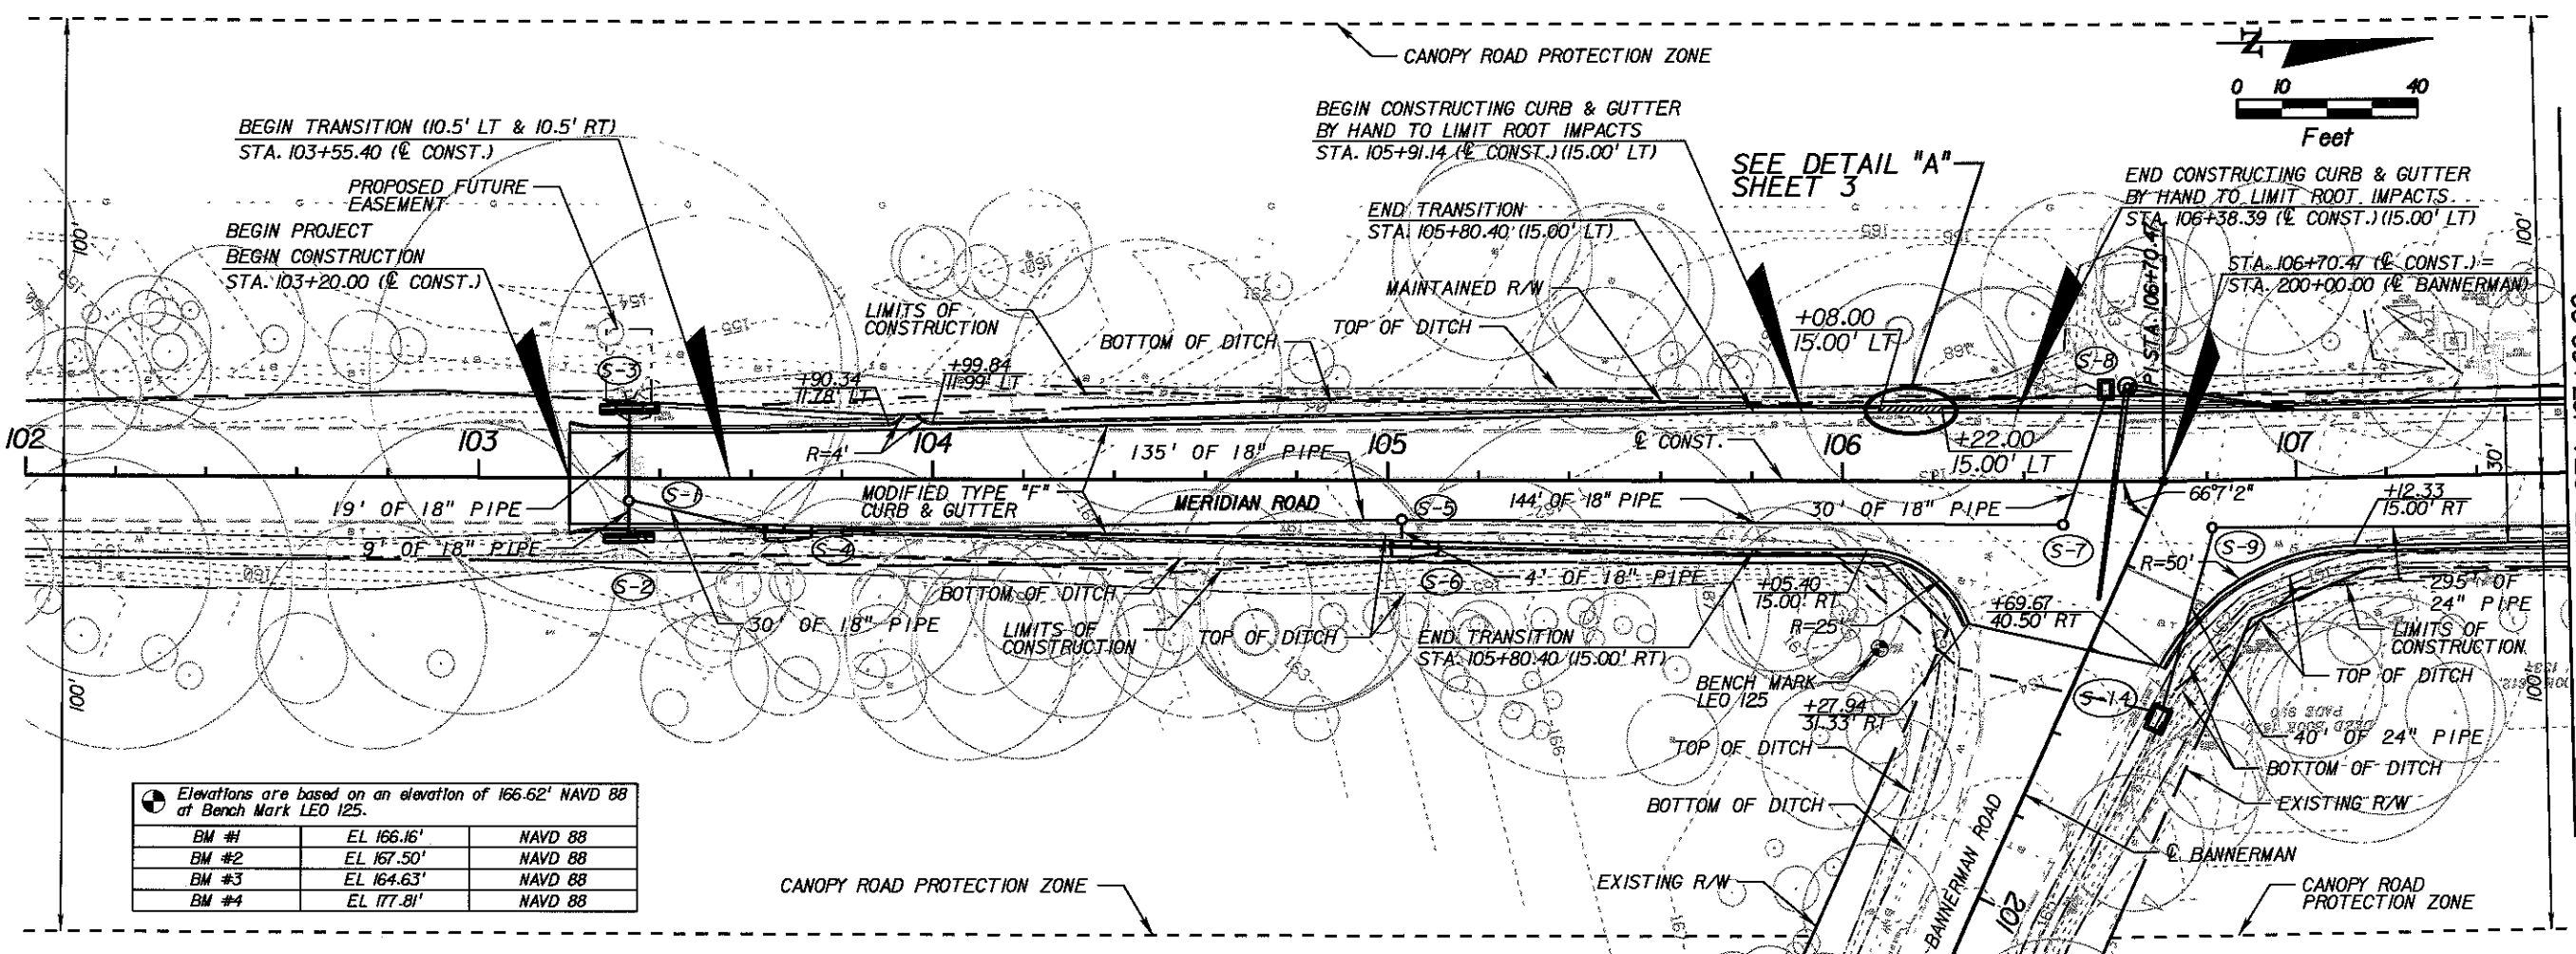 CANOPY ROAD PROTECTION ZONE
N
0 10 40
Feet
BEGIN TRANSITION (10.5' LT & 10.5' RT)
STA. 103+55.40 (℄ CONST.)
PROPOSED FUTURE
EASEMENT
BEGIN PROJECT
BEGIN CONSTRUCTION
STA. 103+20.00 (℄ CONST.)
BEGIN CONSTRUCTING CURB & GUTTER
BY HAND TO LIMIT ROOT IMPACTS
STA. 105+91.14 (℄ CONST.) (15.00' LT)
SEE DETAIL "A"
SHEET 3
END TRANSITION
STA. 105+80.40 (15.00' LT)
END CONSTRUCTING CURB & GUTTER
BY HAND TO LIMIT ROOT IMPACTS
STA. 106+38.39 (℄ CONST.) (15.00' LT)
STA. 106+70.47 (℄ CONST.) =
STA. 200+00.00 (℄ BANNERMAN)
PI STA. 106+70.47
100'
100'
LIMITS OF
CONSTRUCTION
BOTTOM OF DITCH
TOP OF DITCH
MAINTAINED R/W
+08.00
15.00' LT
S-3
S-8
+90.34
11.78' LT
+99.84
11.99' LT
R=4'
102
103
104
105
106
107
135' OF 18" PIPE
℄ CONST.
+22.00
15.00' LT
30'
19' OF 18" PIPE
S-1
MODIFIED TYPE "F"
CURB & GUTTER
MERIDIAN ROAD
S-5
144' OF 18" PIPE
30' OF 18" PIPE
66°7'2"
+12.33
15.00' RT
9' OF 18" PIPE
S-4
S-2
S-6
S-7
S-9
BOTTOM OF DITCH
4' OF 18" PIPE
+05.40
15.00' RT
R=50'
295' OF
24" PIPE
30' OF 18" PIPE
LIMITS OF
CONSTRUCTION
TOP OF DITCH
END TRANSITION
STA. 105+80.40 (15.00' RT)
R=25'
+69.67
40.50' RT
LIMITS OF
CONSTRUCTION
TOP OF DITCH
BENCH MARK
LEO 125
+27.94
31.33' RT
S-14
100'
100'
40' OF 24" PIPE
TOP OF DITCH
BOTTOM OF DITCH
BOTTOM OF DITCH
EXISTING R/W
BANNERMAN ROAD
201
℄ BANNERMAN
EXISTING R/W
CANOPY ROAD
PROTECTION ZONE
CANOPY ROAD PROTECTION ZONE
Elevations are based on an elevation of 166.62' NAVD 88
at Bench Mark LEO 125.
BM #1 EL 166.16' NAVD 88
BM #2 EL 167.50' NAVD 88
BM #3 EL 164.63' NAVD 88
BM #4 EL 177.81' NAVD 88